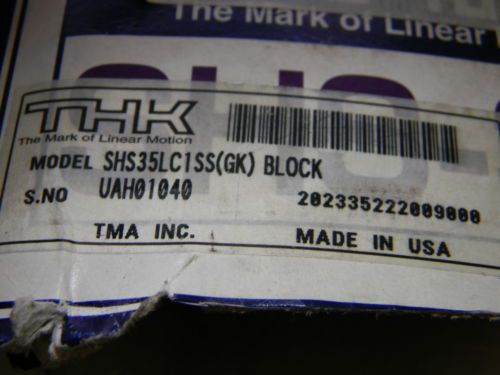 The Mark of Linear
SHS-
THK
The Mark of Linear Motion
MODEL SHS35LC1SS(GK) BLOCK
S.NO UAH01040
202335222009000
TMA INC. MADE IN USA